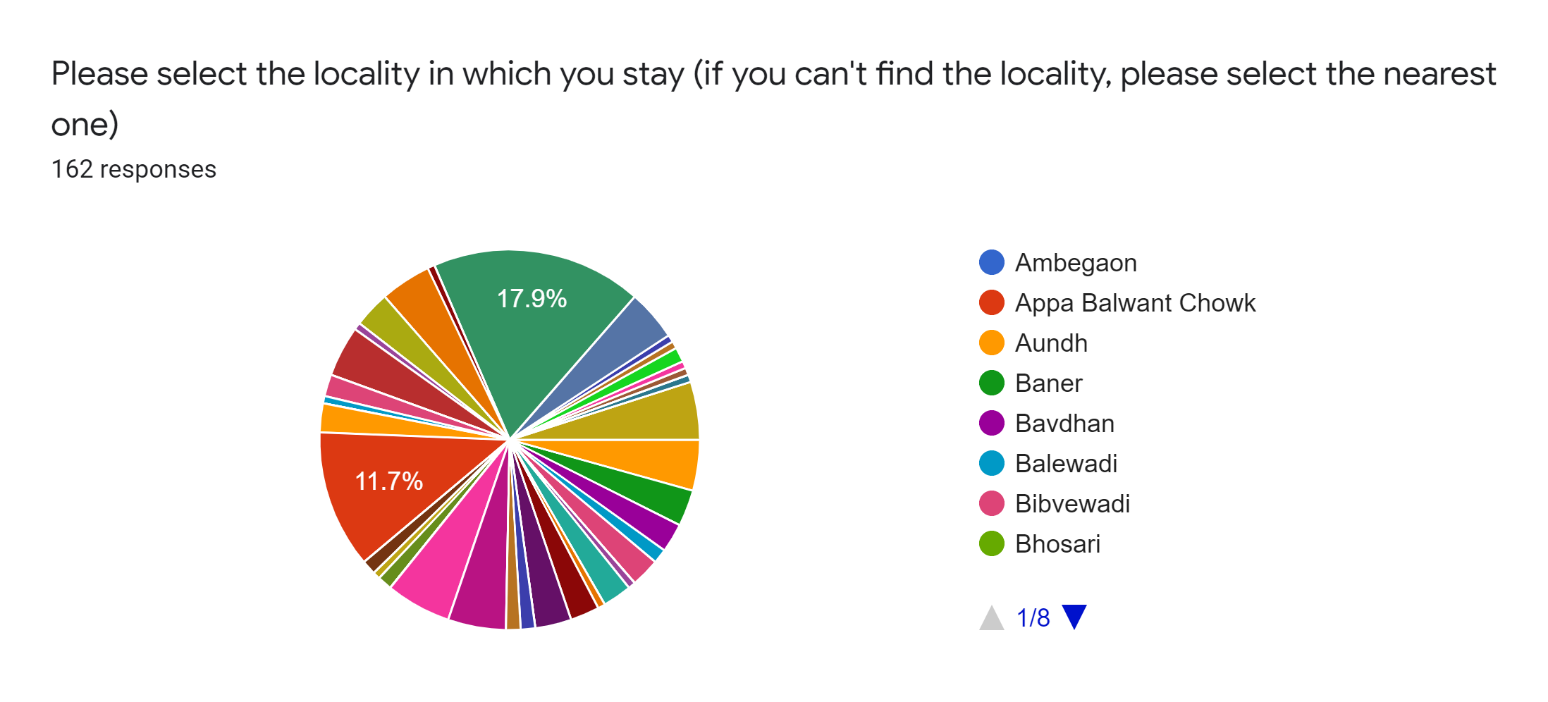 Please select the locality in which you stay (if you can't find the locality, please select the nearest
one)
162 responses
17.9%
11.7%
Ambegaon
Appa Balwant Chowk
Aundh
Baner
Bavdhan
Balewadi
Bibvewadi
Bhosari
1/8